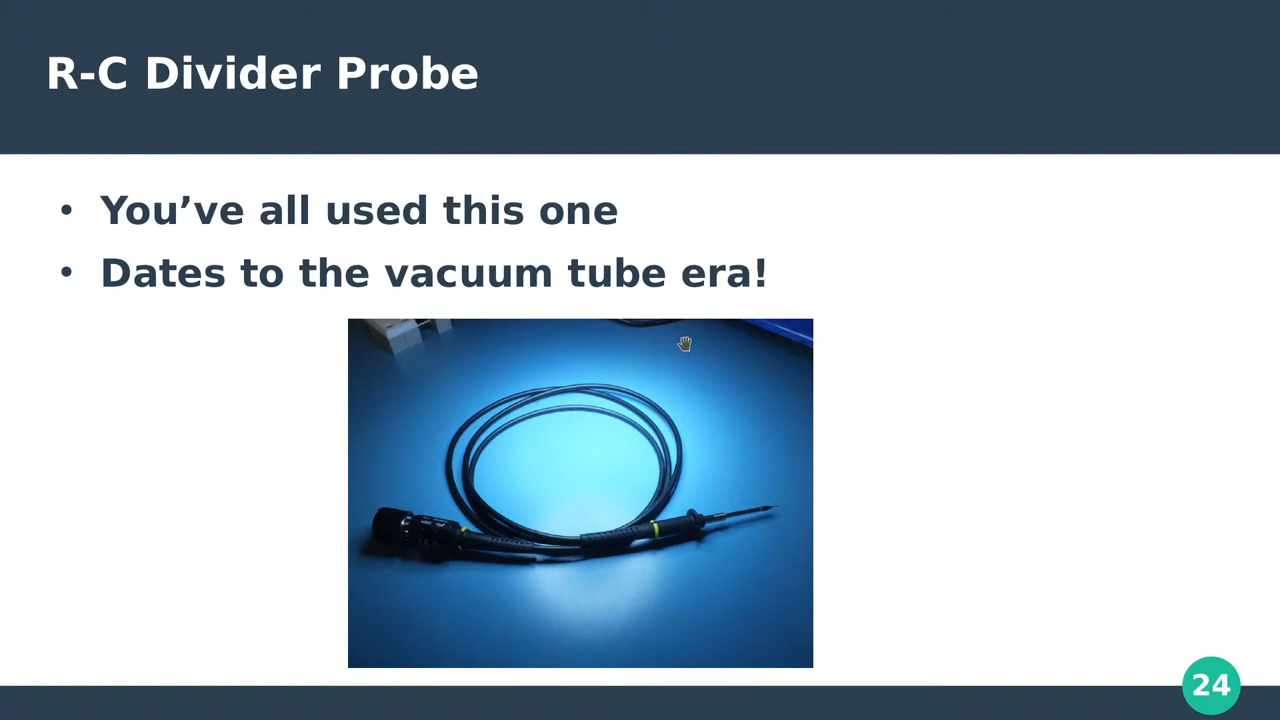 R-C Divider Probe
• You’ve all used this one
• Dates to the vacuum tube era!
24